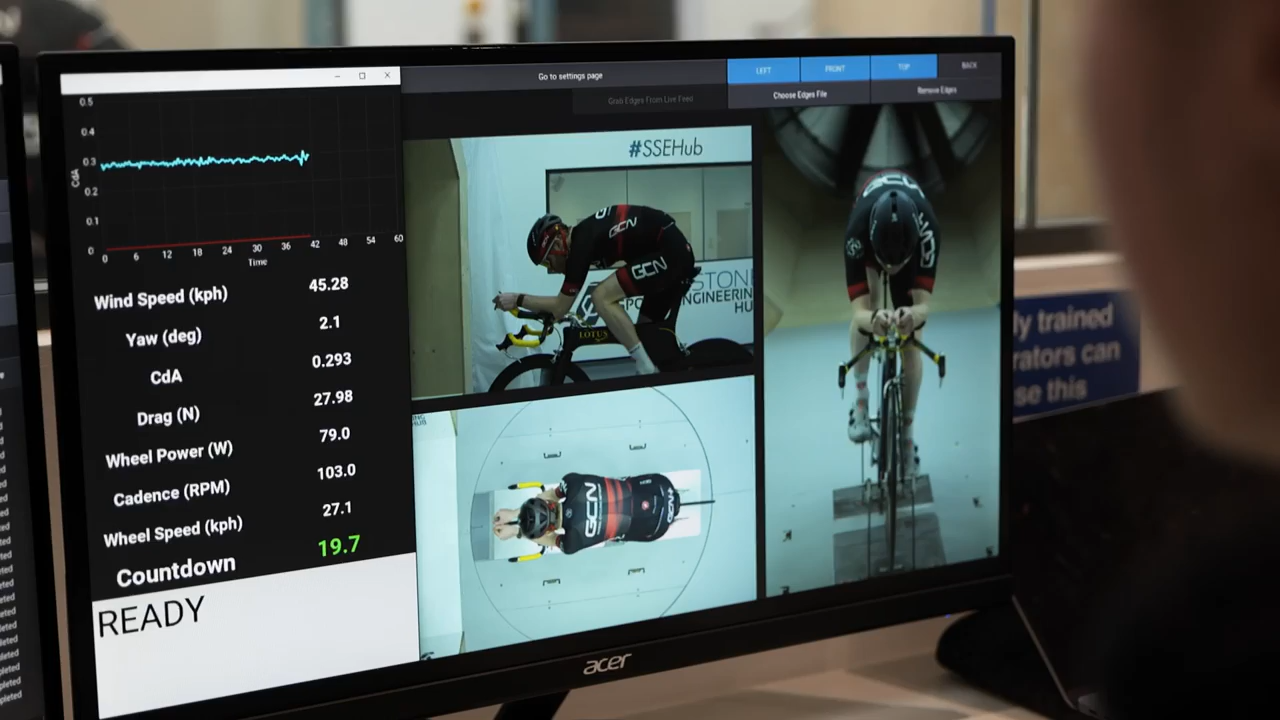 Go to settings page
LEFT
FRONT
TOP
BACK
Grab Edges From Live Feed
Choose Edges File
Remove Edges
0.5
0.4
0.3
0.2
0.1
0
CdA
0 6 12 18 24 30 36 42 48 54 60
Time
Wind Speed (kph) 45.28
Yaw (deg) 2.1
CdA 0.293
Drag (N) 27.98
Wheel Power (W) 79.0
Cadence (RPM) 103.0
Wheel Speed (kph) 27.1
Countdown 19.7
READY
#SSEHub
GCN
GCN
STONE
ENGINEERING
HUB
LOTUS
GCN
GCN
acer
ly trained
rators can
se this
pleted